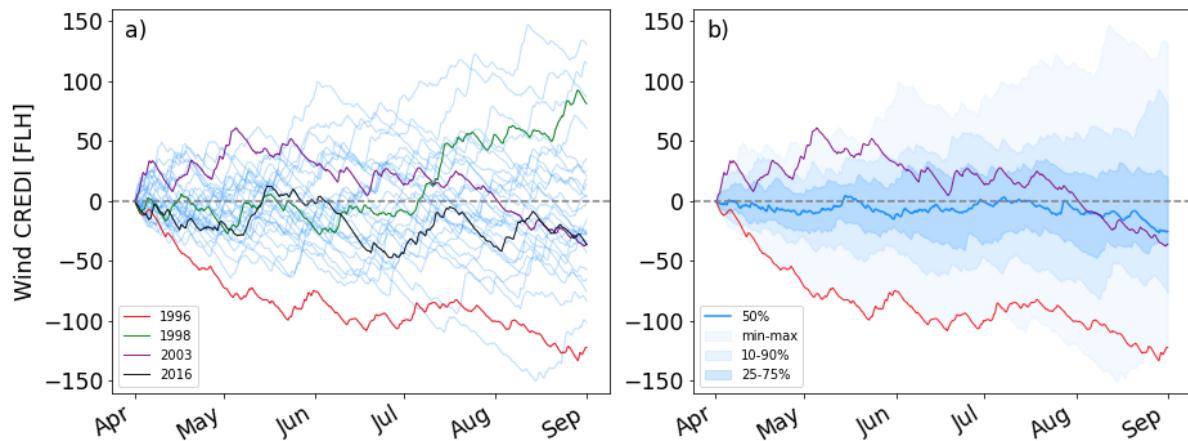 a)
Wind CREDI [FLH]
150
100
50
0
−50
−100
−150
1996
1998
2003
2016
Apr
May
Jun
Jul
Aug
Sep
b)
150
100
50
0
−50
−100
−150
50%
min-max
10-90%
25-75%
Apr
May
Jun
Jul
Aug
Sep